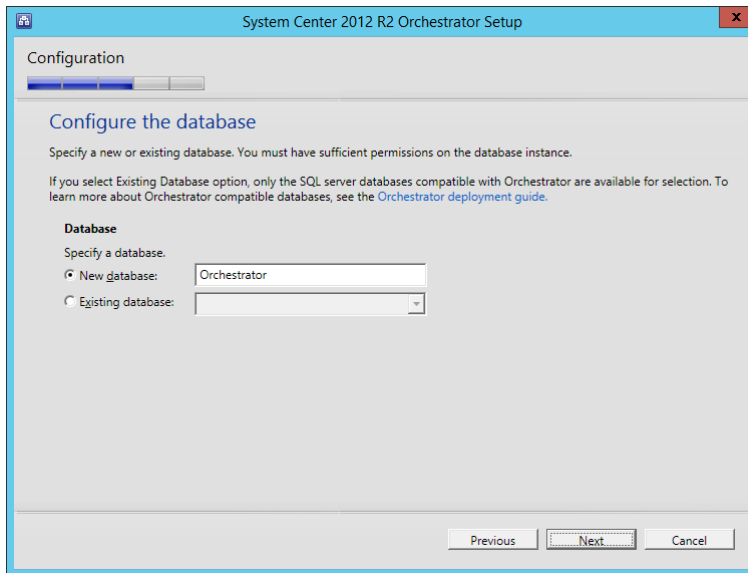 System Center 2012 R2 Orchestrator Setup
x
Configuration
Configure the database
Specify a new or existing database. You must have sufficient permissions on the database instance.
If you select Existing Database option, only the SQL server databases compatible with Orchestrator are available for selection. To
learn more about Orchestrator compatible databases, see the Orchestrator deployment guide.
Database
Specify a database.
New database: Orchestrator
Existing database:
Previous Next Cancel